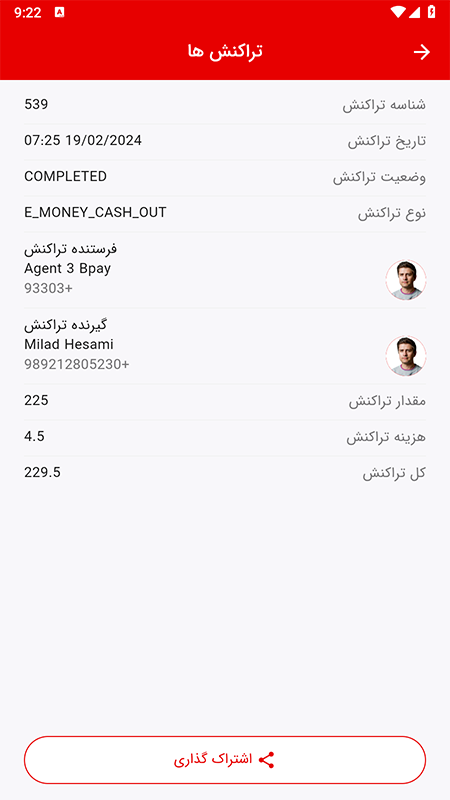 9:22
تراکنش ها
شناسه تراکنش 539
تاریخ تراکنش 07:25 19/02/2024
وضعیت تراکنش COMPLETED
نوع تراکنش E_MONEY_CASH_OUT
فرستنده تراکنش
Agent 3 Bpay
93303+
گیرنده تراکنش
Milad Hesami
989212805230+
مقدار تراکنش 225
هزینه تراکنش 4.5
کل تراکنش 229.5
اشتراک گذاری